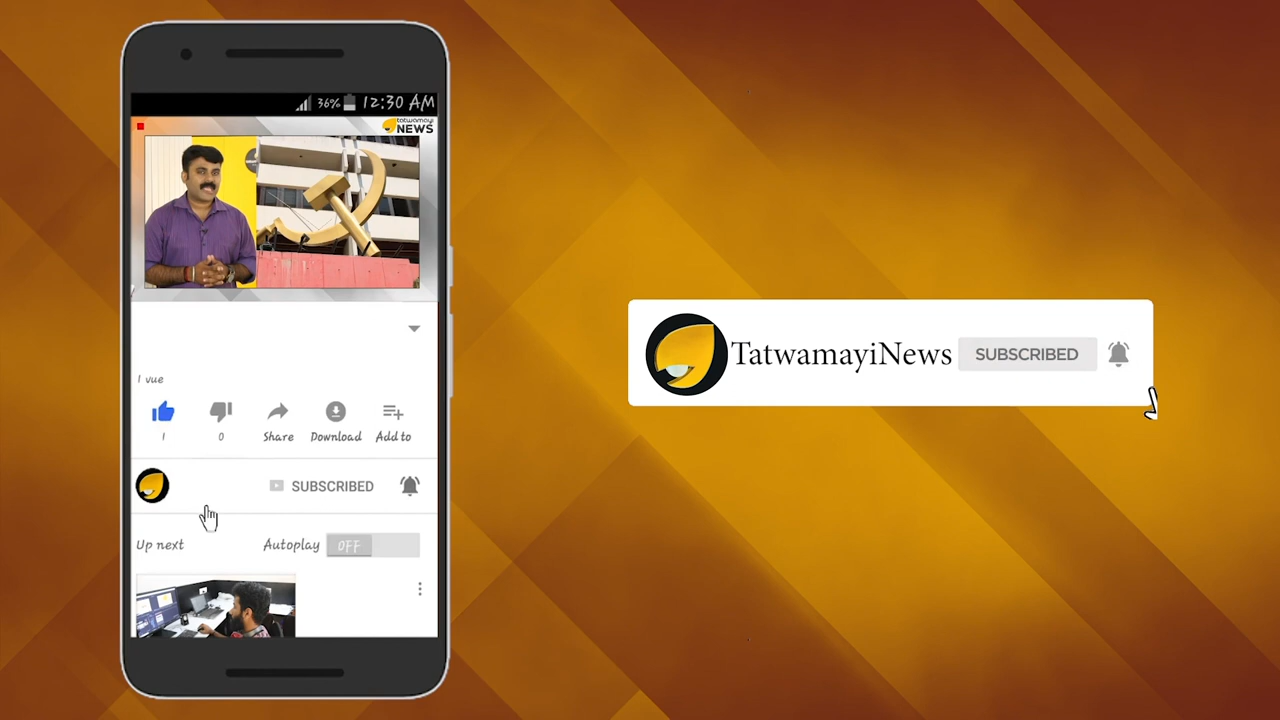 36% 12:30 AM
tatwamayi
NEWS
1 vue
1 0 Share Download Add to
SUBSCRIBED
Up next Autoplay OFF
TatwamayiNews SUBSCRIBED